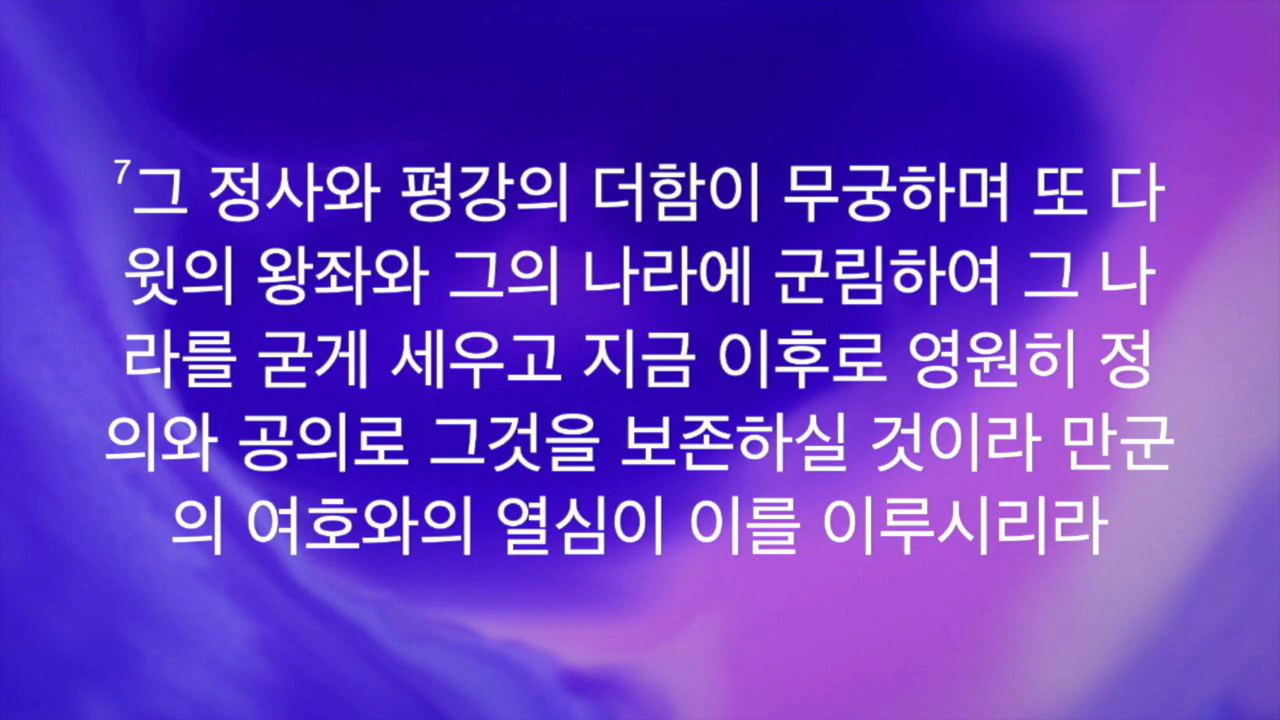 7그 정사와 평강의 더함이 무궁하며 또 다
윗의 왕좌와 그의 나라에 군림하여 그 나
라를 굳게 세우고 지금 이후로 영원히 정
의와 공의로 그것을 보존하실 것이라 만군
의 여호와의 열심이 이를 이루시리라